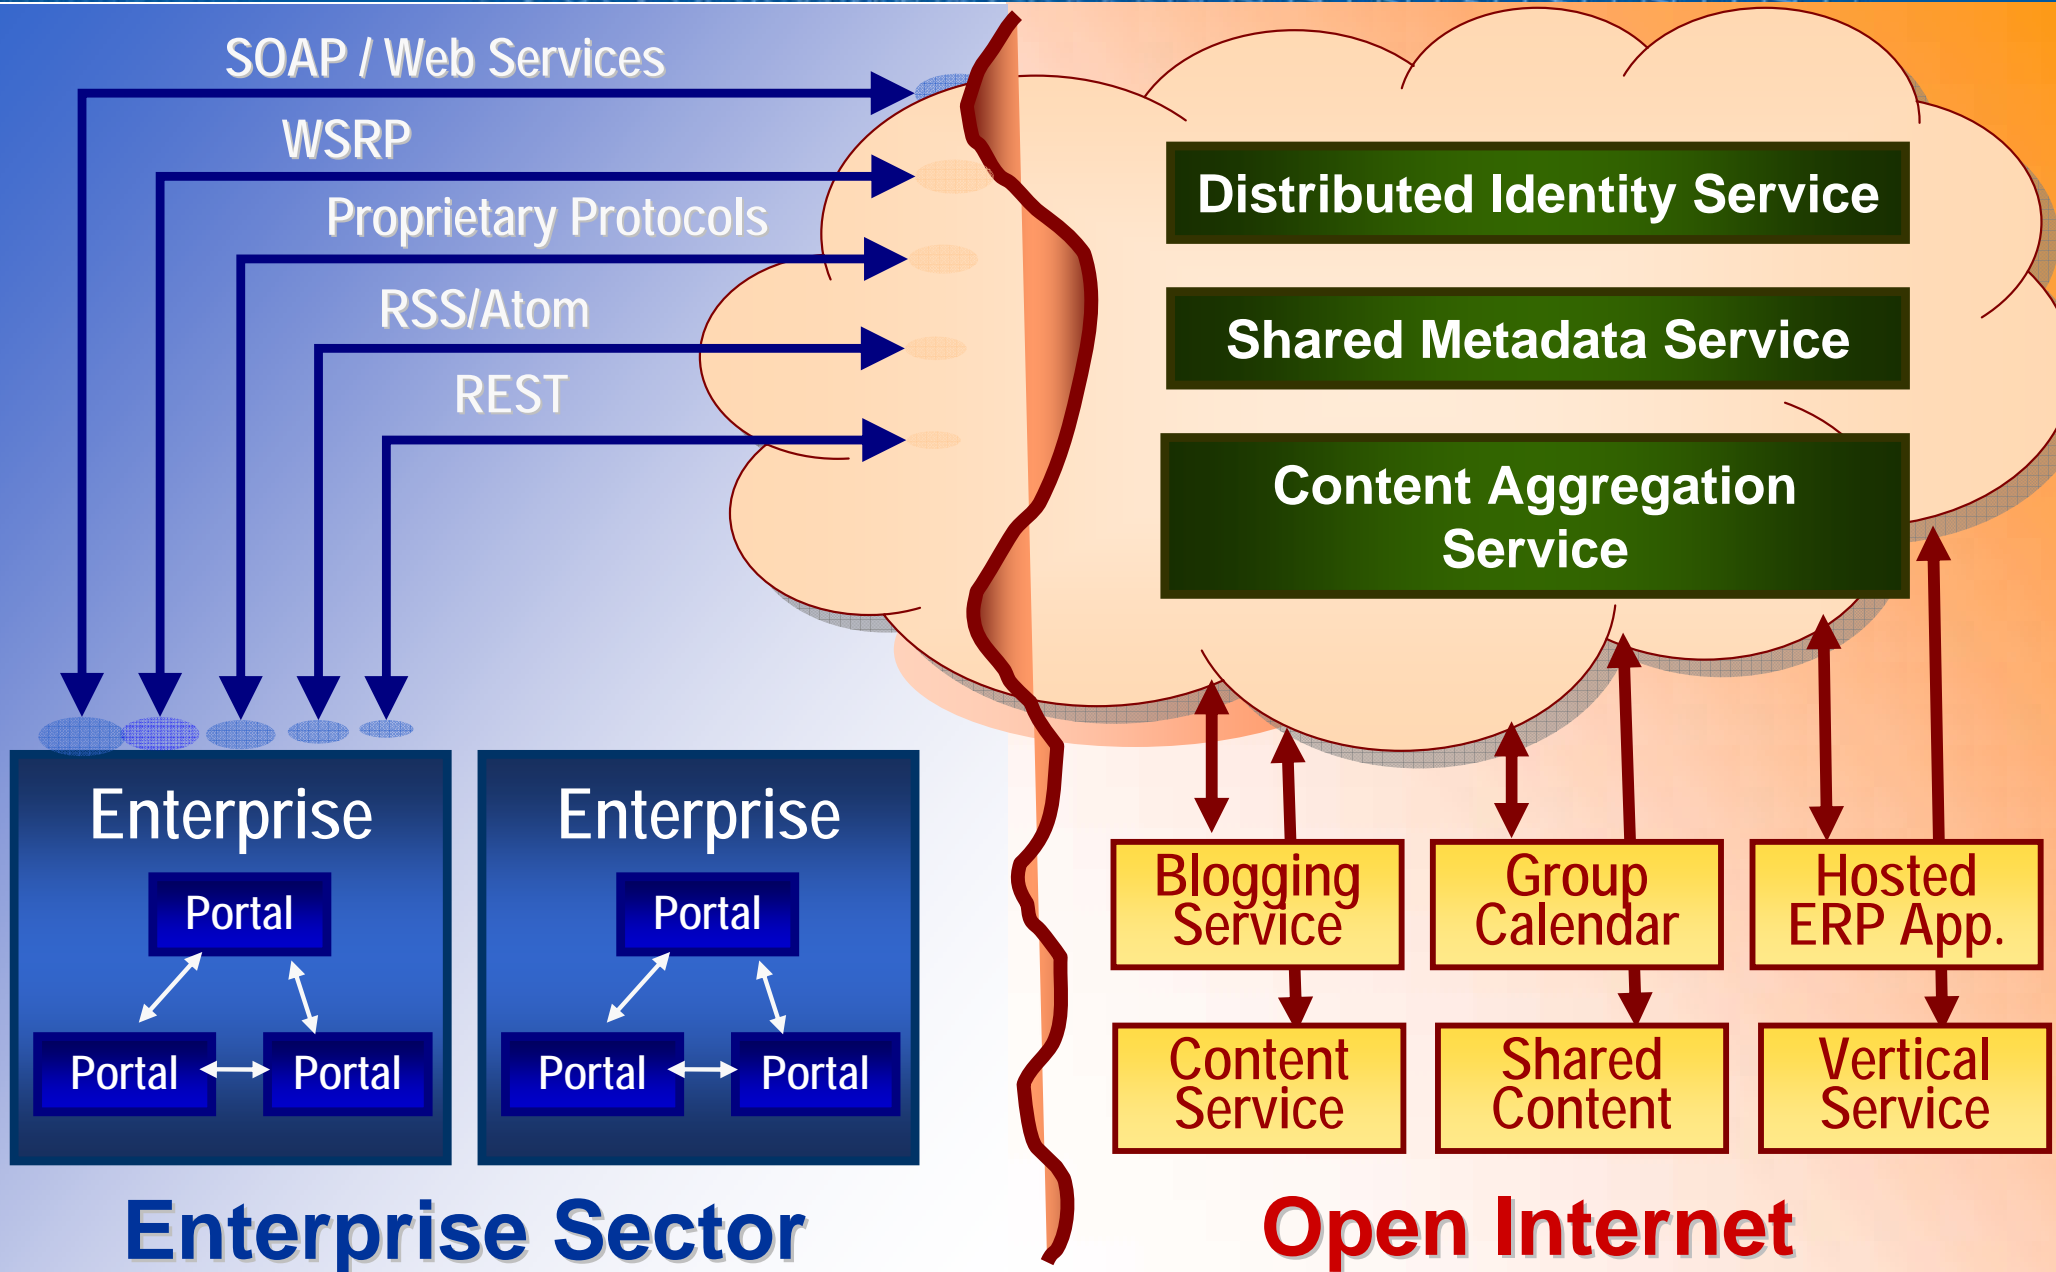 SOAP / Web Services
WSRP
Proprietary Protocols
RSS/Atom
REST
Distributed Identity Service
Shared Metadata Service
Content Aggregation
Service
Enterprise
Portal
Portal
Portal
Enterprise
Portal
Portal
Portal
Blogging
Service
Group
Calendar
Hosted
ERP App.
Content
Service
Shared
Content
Vertical
Service
Enterprise Sector
Open Internet